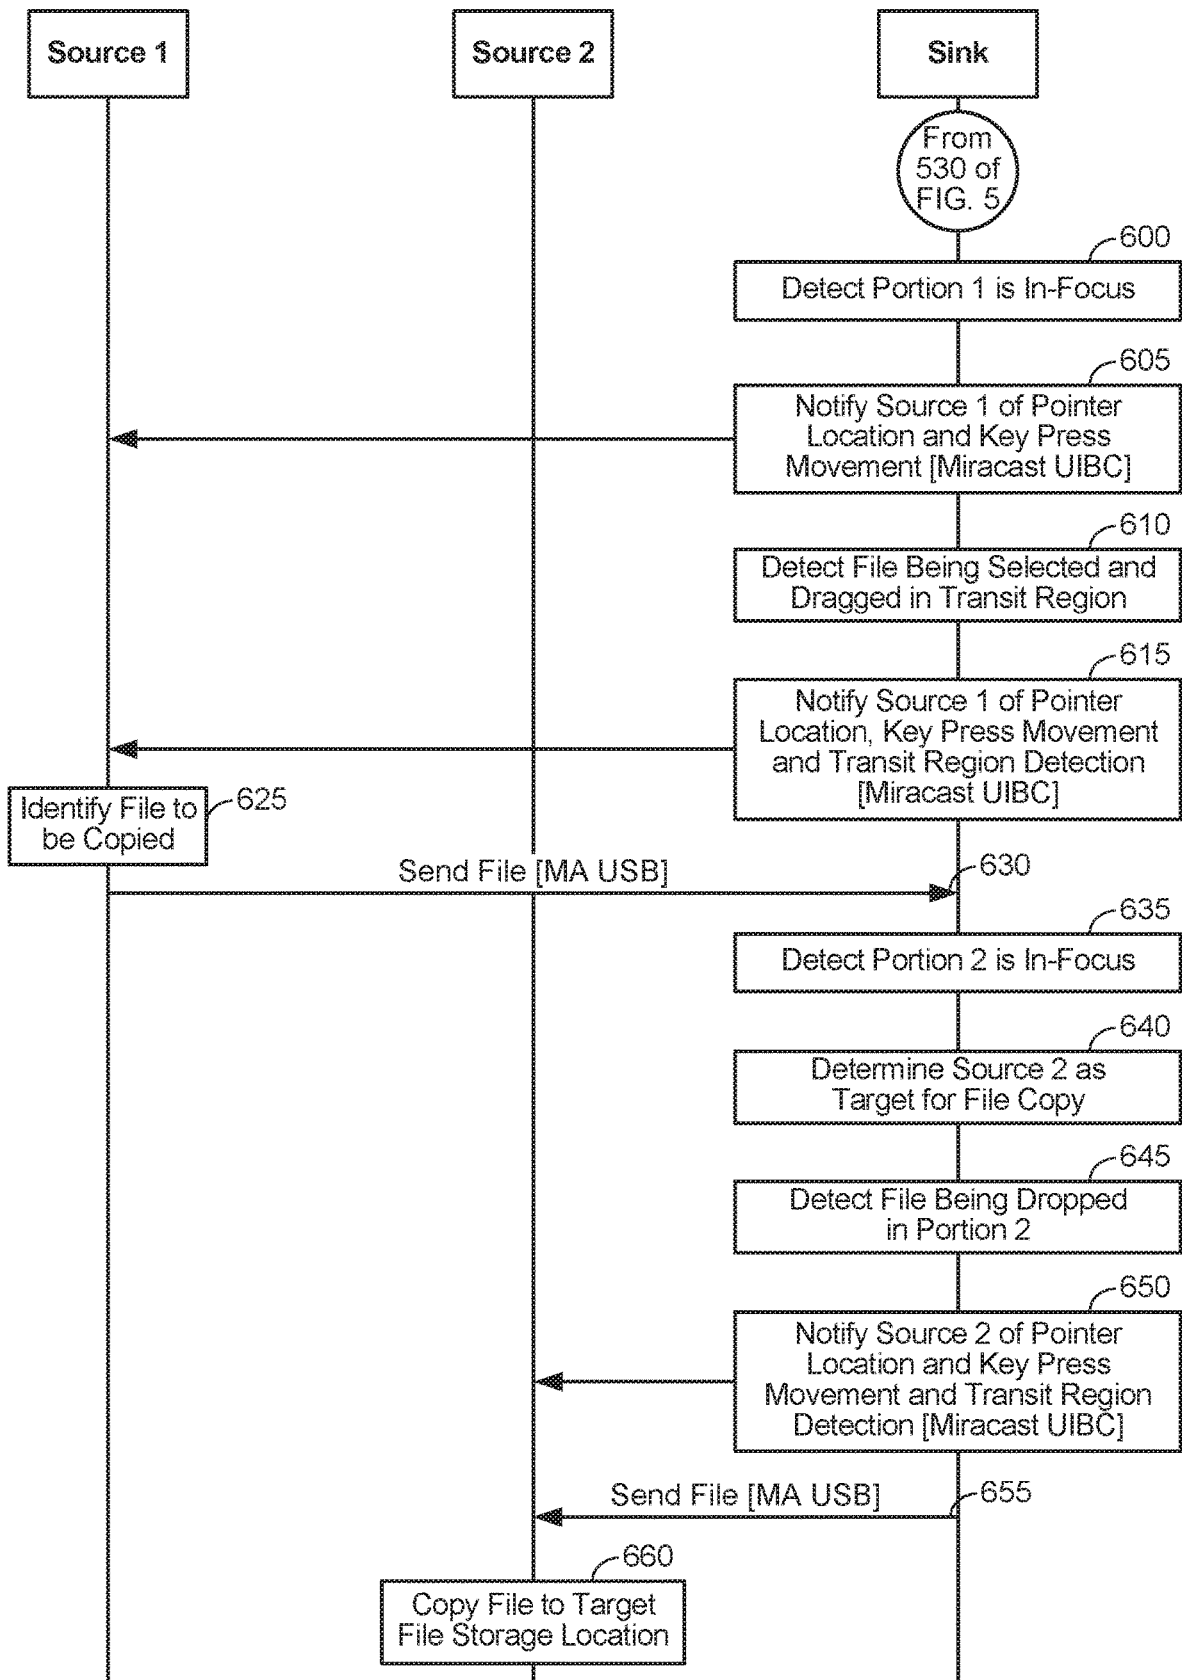 Source 1
Source 2
Sink
From
530 of
FIG. 5
600
Detect Portion 1 is In-Focus
605
Notify Source 1 of Pointer
Location and Key Press
Movement [Miracast UIBC]
610
Detect File Being Selected and
Dragged in Transit Region
615
Notify Source 1 of Pointer
Location, Key Press Movement
and Transit Region Detection
[Miracast UIBC]
625
Identify File to
be Copied
Send File [MA USB]
630
635
Detect Portion 2 is In-Focus
640
Determine Source 2 as
Target for File Copy
645
Detect File Being Dropped
in Portion 2
650
Notify Source 2 of Pointer
Location and Key Press
Movement and Transit Region
Detection [Miracast UIBC]
Send File [MA USB]
655
660
Copy File to Target
File Storage Location